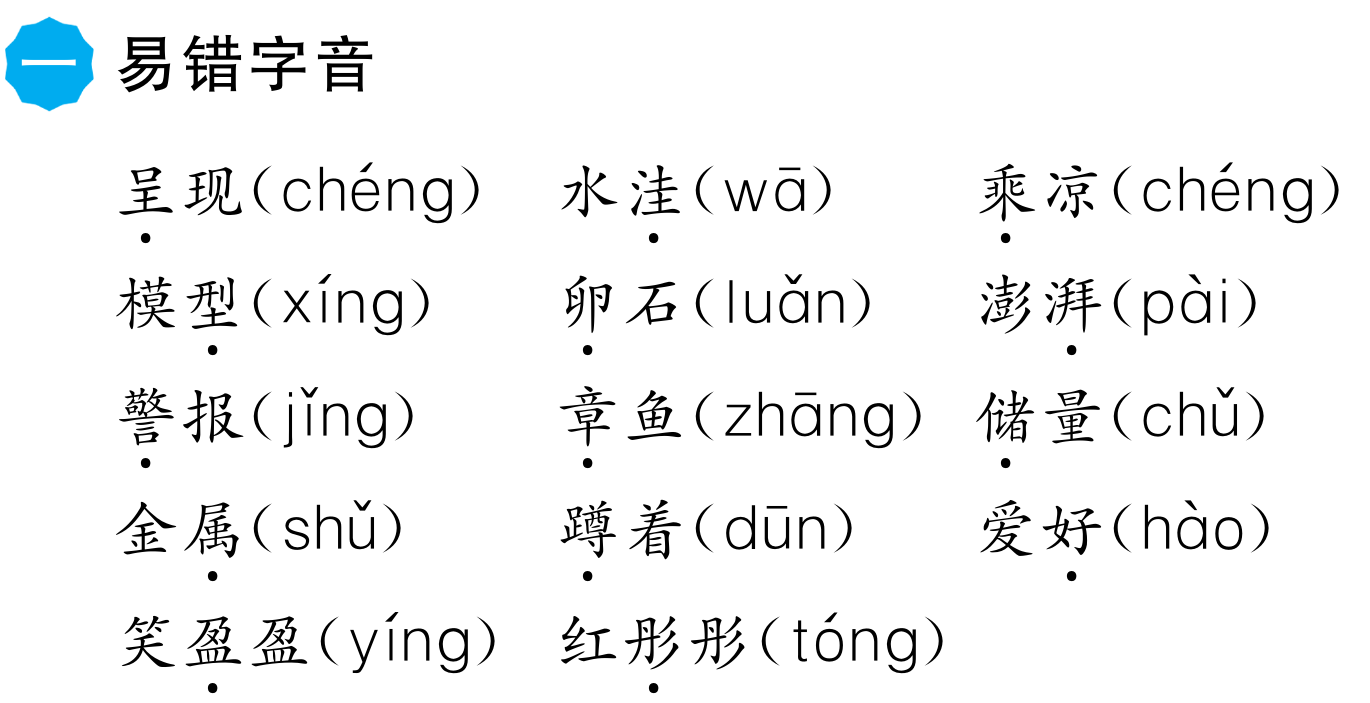 一 易错字音
呈现(chéng) 水洼(wā) 乘凉(chéng)
模型(xíng) 卵石(luǎn) 澎湃(pài)
警报(jǐng) 章鱼(zhāng) 储量(chǔ)
金属(shǔ) 蹲着(dūn) 爱好(hào)
笑盈盈(yíng) 红彤彤(tóng)